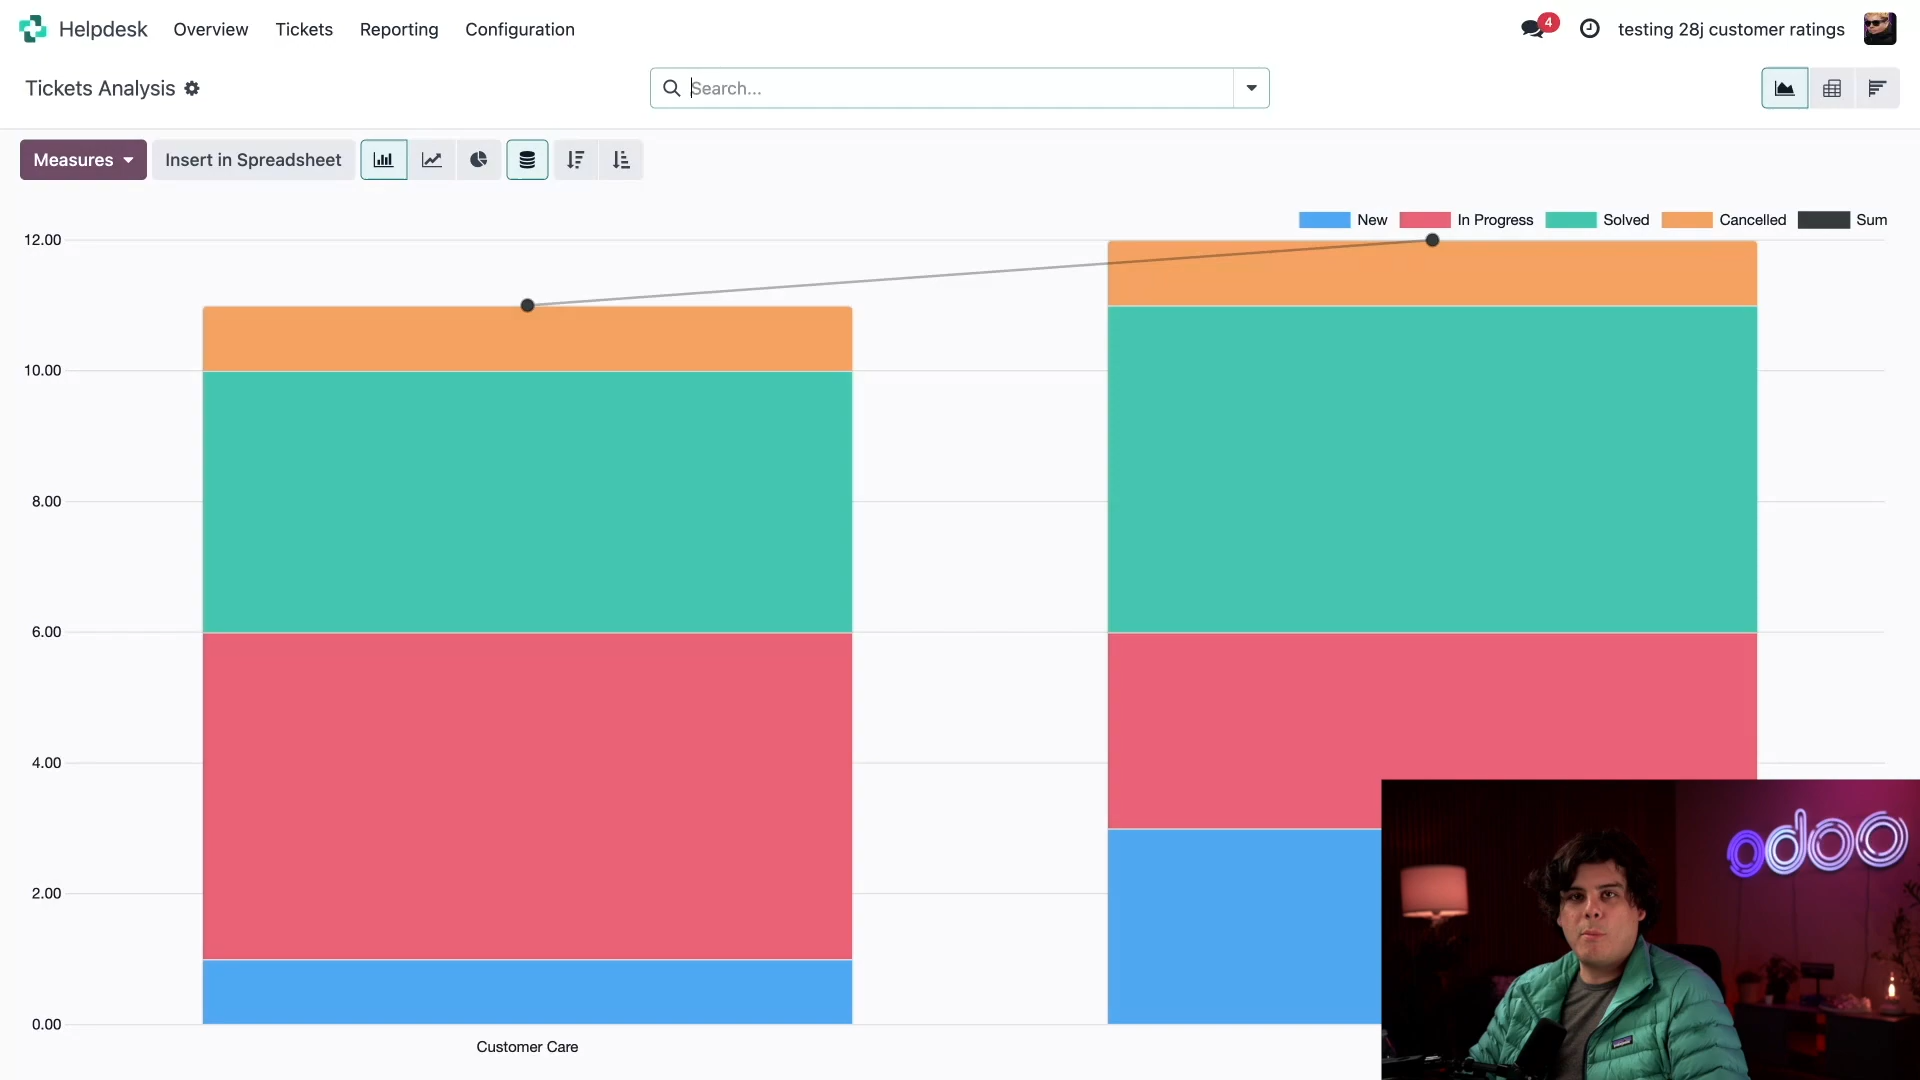 Helpdesk Overview Tickets Reporting Configuration 4 testing 28j customer ratings
Tickets Analysis Search...
Measures Insert in Spreadsheet
New In Progress Solved Cancelled Sum
12.00
10.00
8.00
6.00
4.00
2.00
0.00
Customer Care
odoo